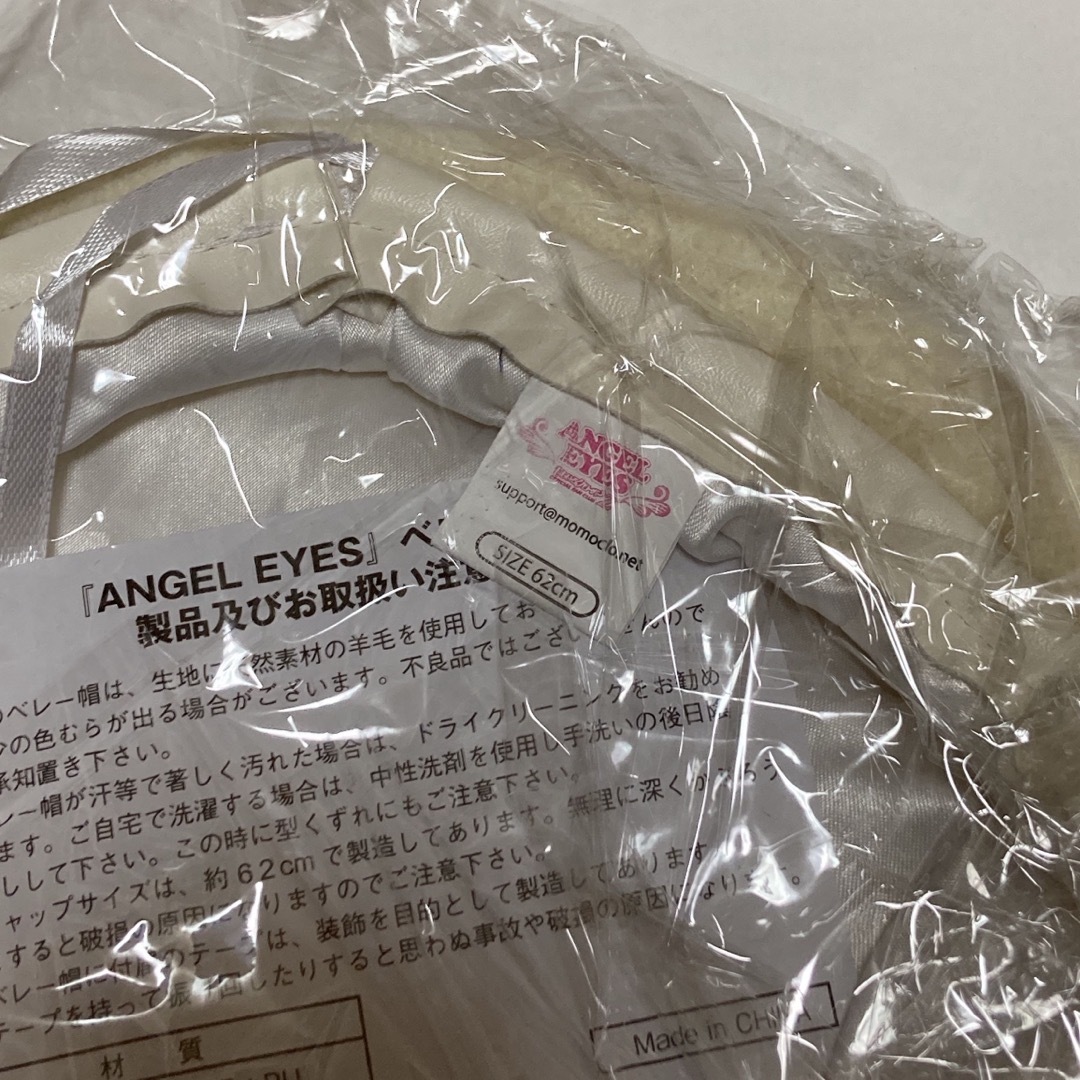 ANGEL
EYES
support@momoclo.net
SIZE 62cm
『ANGEL EYES』ベ
製品及びお取扱い注意
のベレー帽は、生地に 然素材の羊毛を使用してお
少の色むらが出る場合がございます。不良品ではござい せんので
承知置き下さい。
レー帽が汗等で著しく汚れた場合は、ドライクリーニングをお勧め
ます。ご自宅で洗濯する場合は、中性洗剤を使用し手洗いの後日陰
しして下さい。この時に型くずれにもご注意下さい。
ャップサイズは、約62cmで製造してあります。無理に深くかぶろう
すると破損の原因になりますのでご注意下さい。
ベレー帽に付属のテープは、装飾を目的として製造してあります
テープを持って振り回したりすると思わぬ事故や破損の原因になります。
材 質
PU
Made in CHINA